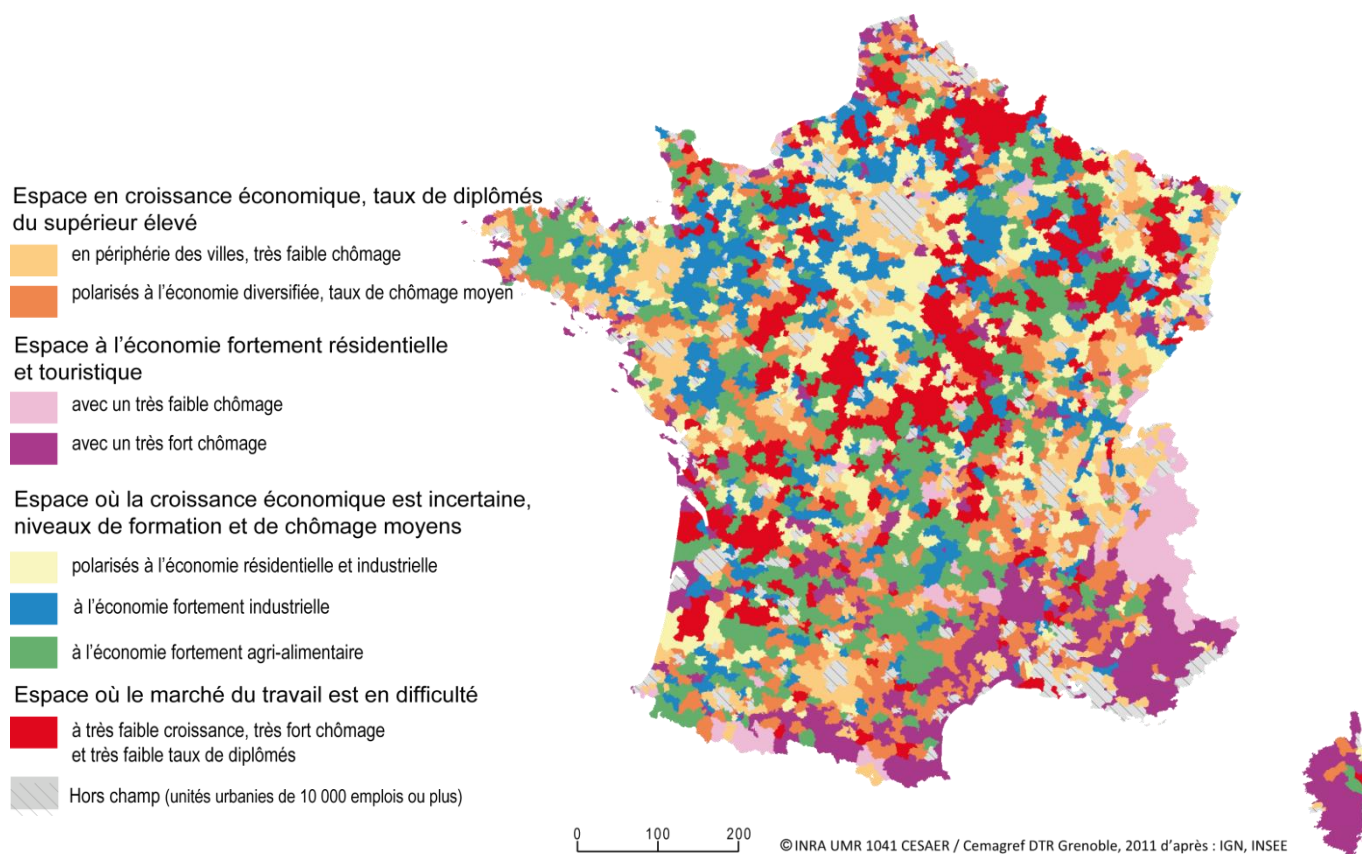 Espace en croissance économique, taux de diplômés
du supérieur élevé
en périphérie des villes, très faible chômage
polarisés à l'économie diversifiée, taux de chômage moyen
Espace à l'économie fortement résidentielle
et touristique
avec un très faible chômage
avec un très fort chômage
Espace où la croissance économique est incertaine,
niveaux de formation et de chômage moyens
polarisés à l'économie résidentielle et industrielle
à l'économie fortement industrielle
à l'économie fortement agri-alimentaire
Espace où le marché du travail est en difficulté
à très faible croissance, très fort chômage
et très faible taux de diplômés
Hors champ (unités urbanies de 10 000 emplois ou plus)
0 100 200
©INRA UMR 1041 CESAER / Cemagref DTR Grenoble, 2011 d'après : IGN, INSEE